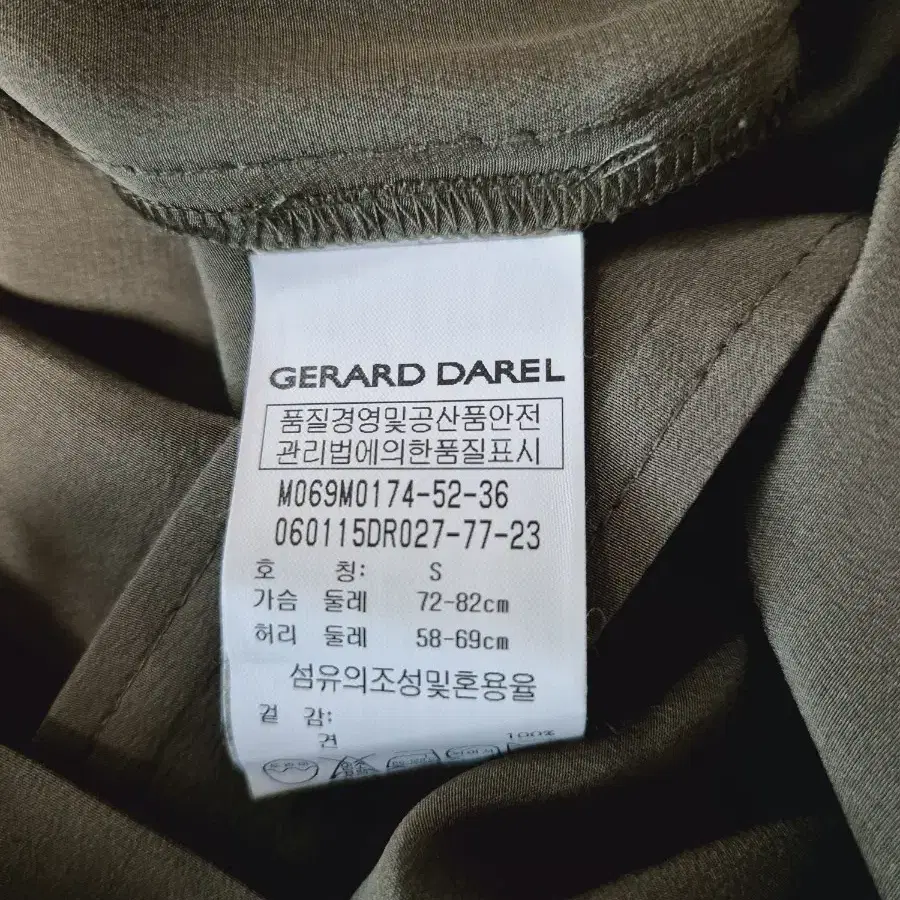 GERARD DAREL
품질경영및공산품안전
관리법에의한품질표시
M069M0174-52-36
060115DR027-77-23
호 칭: S
가슴 둘레 72-82cm
허리 둘레 58-69cm
섬유의조성및혼용율
겉 감:
견 100%